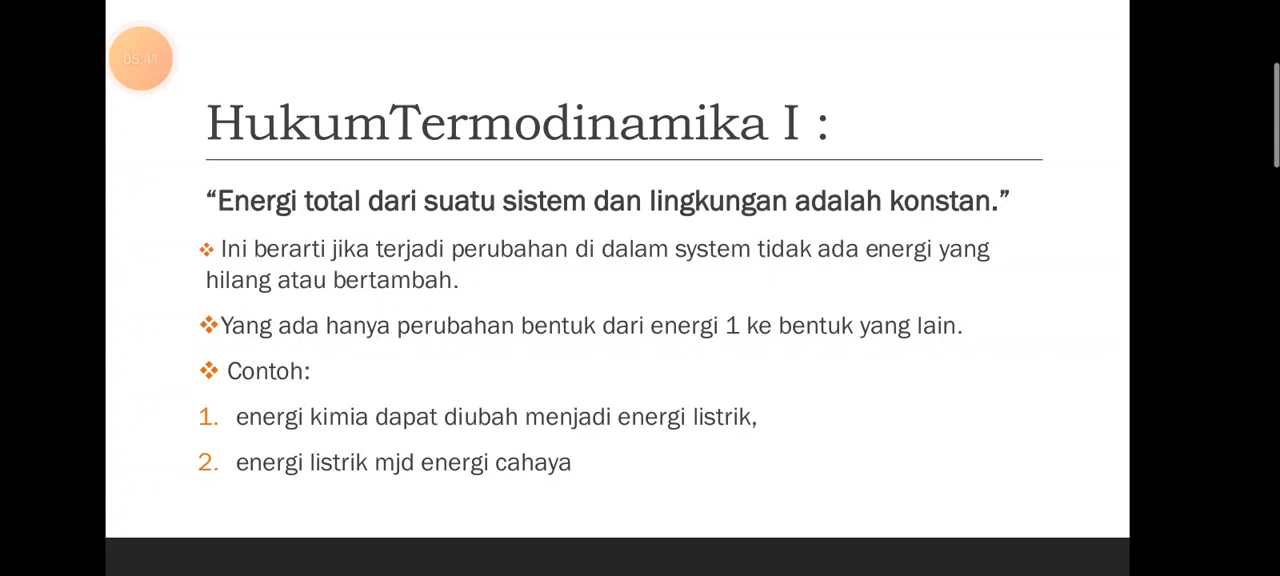 HukumTermodinamika I :
“Energi total dari suatu sistem dan lingkungan adalah konstan.”
Ini berarti jika terjadi perubahan di dalam system tidak ada energi yang
hilang atau bertambah.
Yang ada hanya perubahan bentuk dari energi 1 ke bentuk yang lain.
Contoh:
1. energi kimia dapat diubah menjadi energi listrik,
2. energi listrik mjd energi cahaya